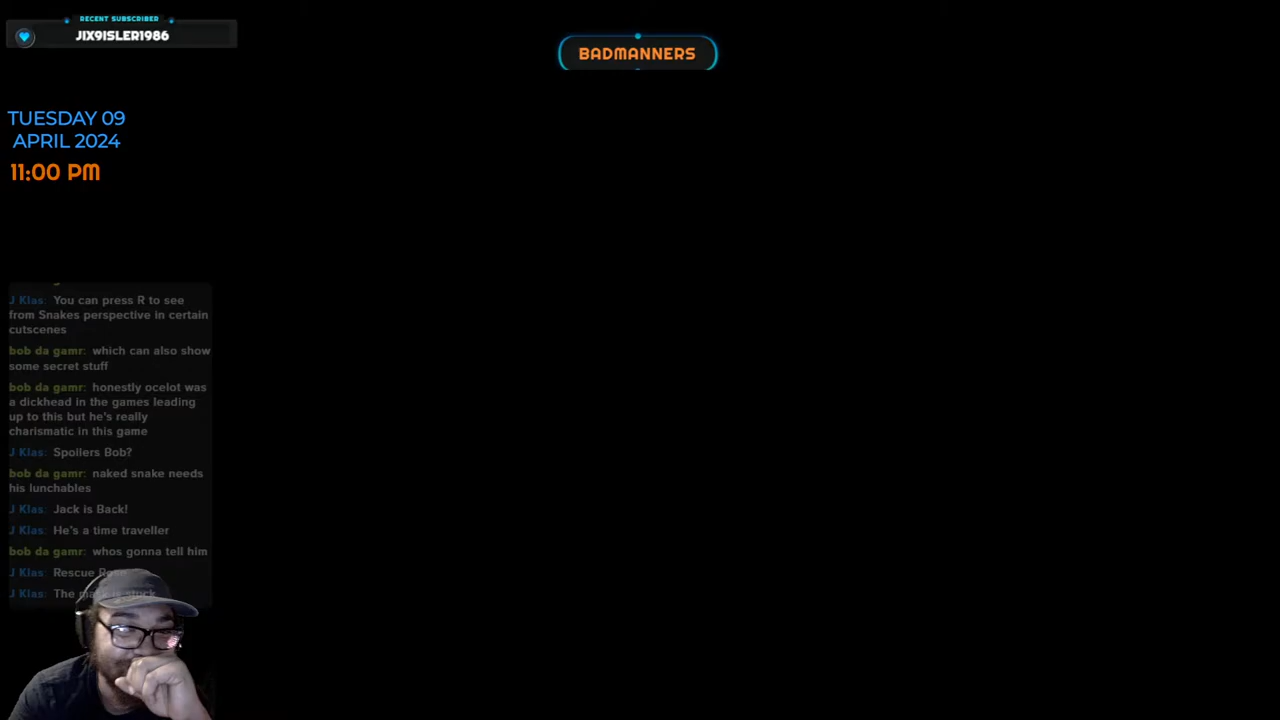 RECENT SUBSCRIBER
JIX9ISLER1986
BADMANNERS
TUESDAY 09
APRIL 2024
11:00 PM
J Klas: You can press R to see
from Snakes perspective in certain
cutscenes
bob da gamr: which can also show
some secret stuff
bob da gamr: honestly ocelot was
a dickhead in the games leading
up to this but he's really
charismatic in this game
J Klas: Spoilers Bob?
bob da gamr: naked snake needs
his lunchables
J Klas: Jack is Back!
J Klas: He's a time traveller
bob da gamr: whos gonna tell him
J Klas: Rescue Rose
J Klas: The mask is stuck